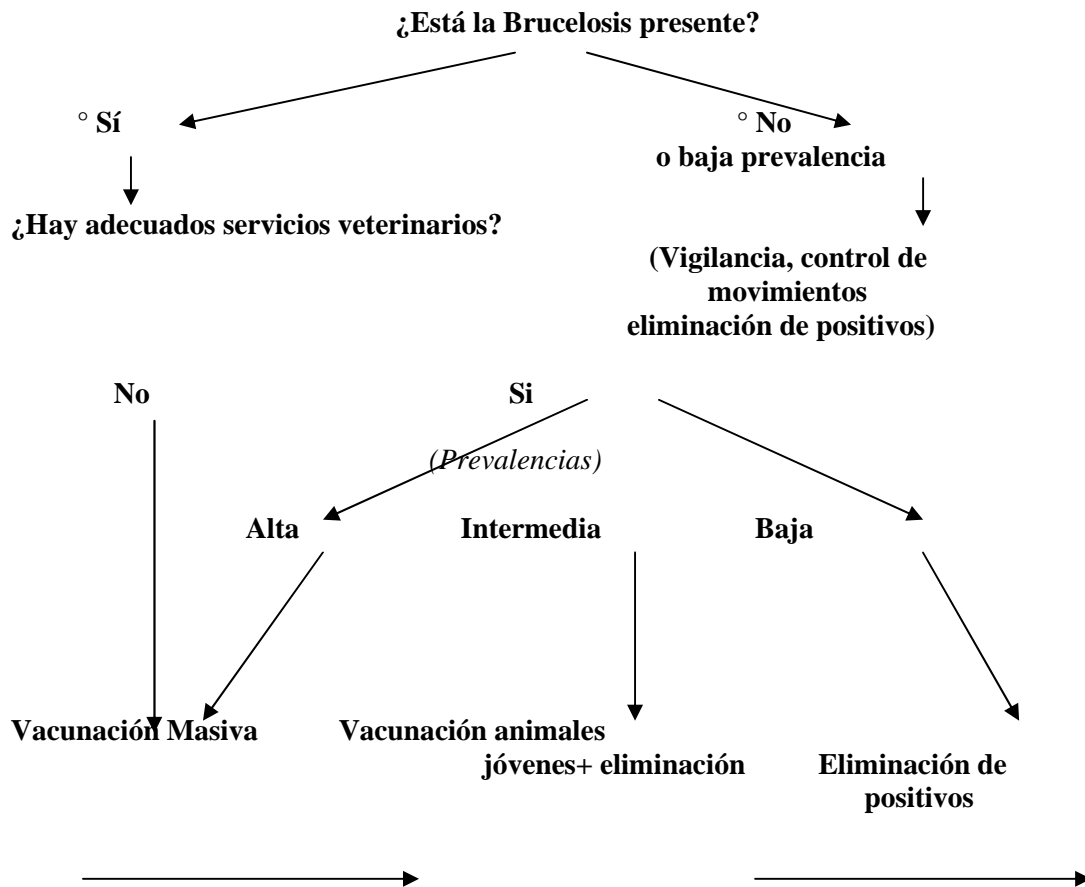 ¿Está la Brucelosis presente?
° Sí
° No
o baja prevalencia
¿Hay adecuados servicios veterinarios?
(Vigilancia, control de
movimientos
eliminación de positivos)
No
Si
(Prevalencias)
Alta
Intermedia
Baja
Vacunación Masiva
Vacunación animales
jóvenes+ eliminación
Eliminación de
positivos